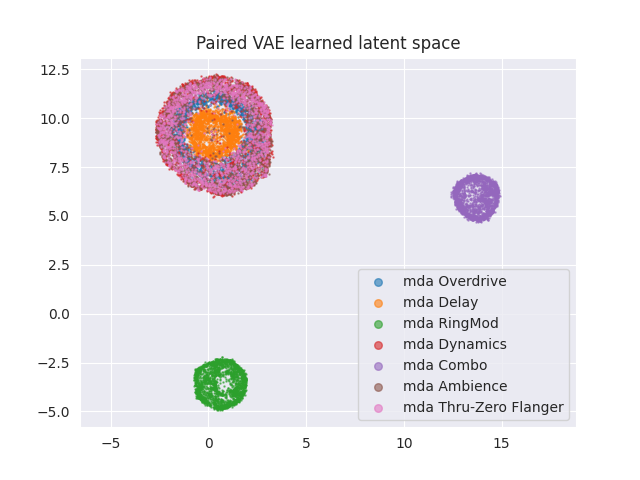 Paired VAE learned latent space
12.5
10.0
7.5
5.0
2.5
0.0
−2.5
−5.0
−5
0
5
10
15
mda Overdrive
mda Delay
mda RingMod
mda Dynamics
mda Combo
mda Ambience
mda Thru-Zero Flanger